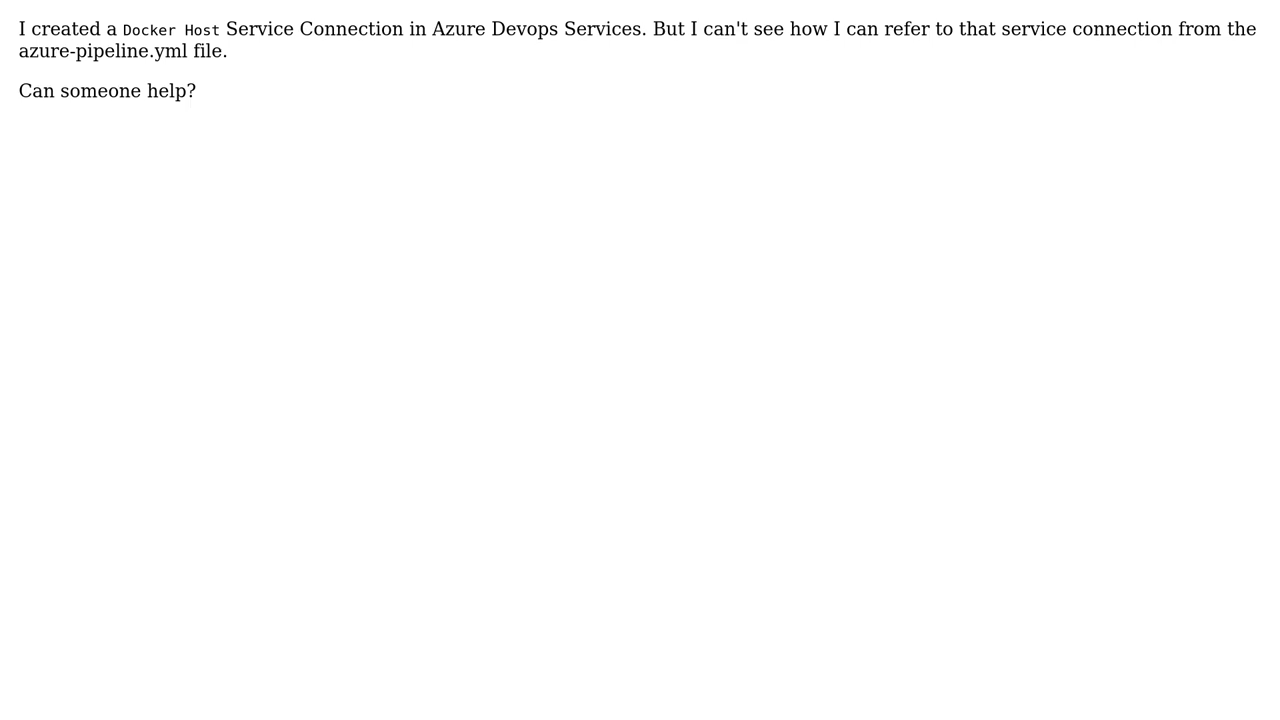 I created a Docker Host Service Connection in Azure Devops Services. But I can't see how I can refer to that service connection from the
azure-pipeline.yml file.
Can someone help?